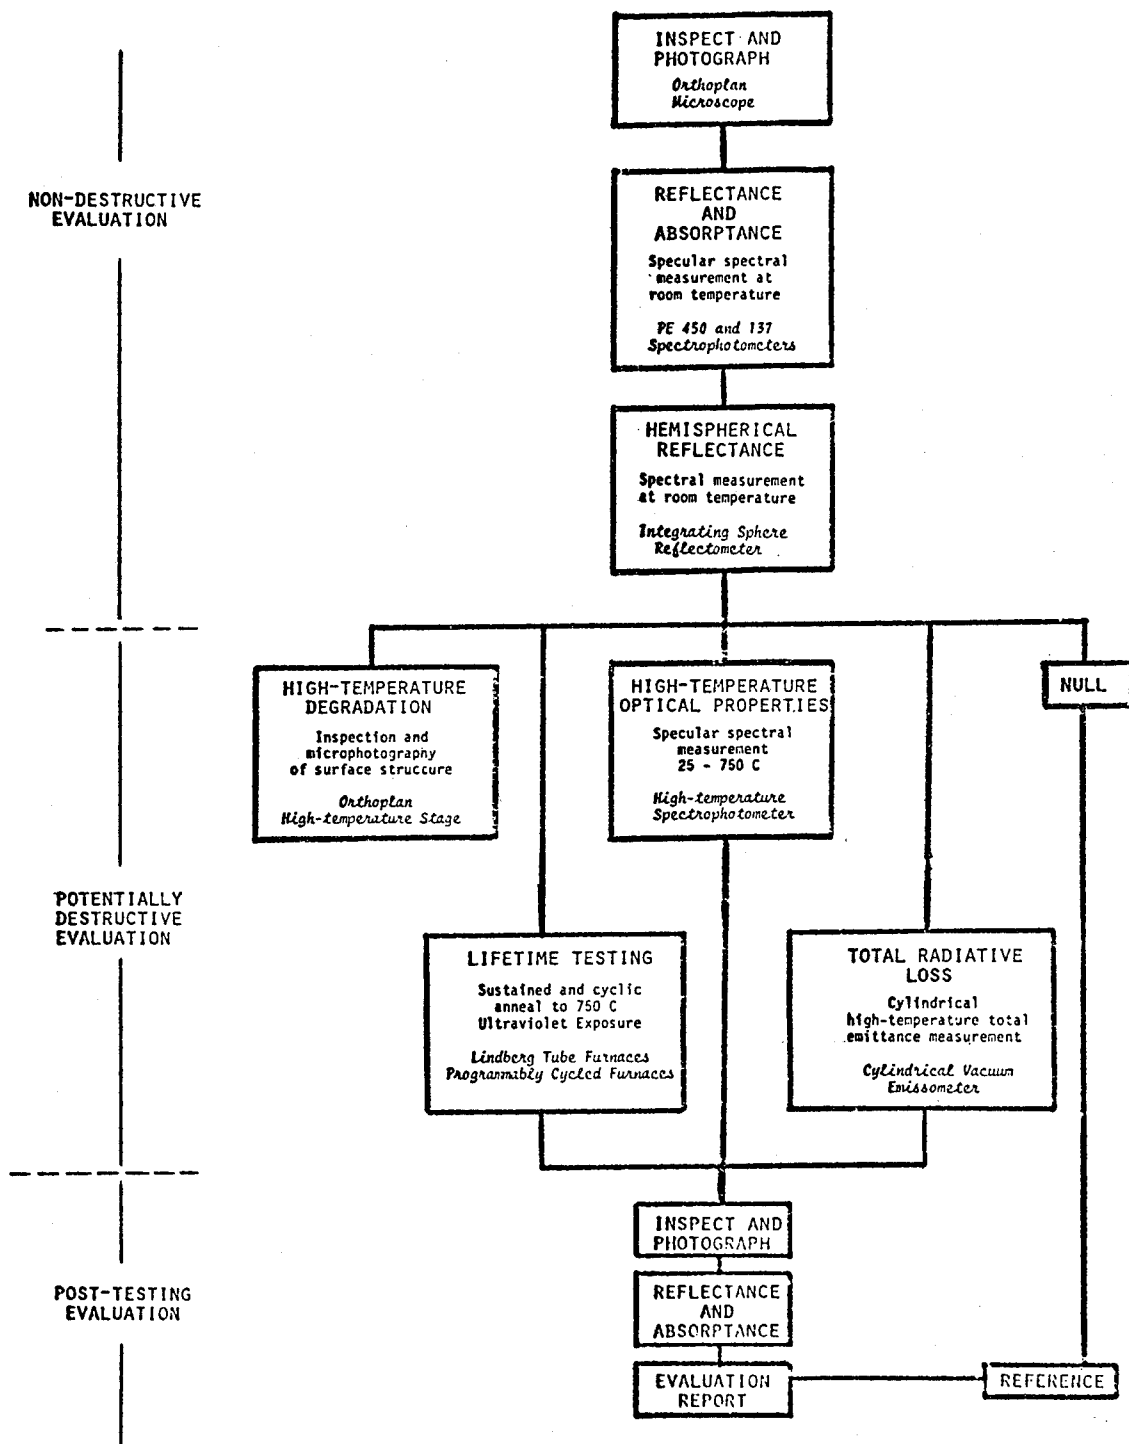 INSPECT AND
PHOTOGRAPH
Orthoplan
Microscope
NON-DESTRUCTIVE
EVALUATION
REFLECTANCE
AND
ABSORPTANCE
Specular spectral
measurement at
room temperature
PE 450 and 137
Spectrophotometers
HEMISPHERICAL
REFLECTANCE
Spectral measurement
at room temperature
Integrating Sphere
Reflectometer
HIGH-TEMPERATURE
DEGRADATION
Inspection and
microphotography
of surface struccure
Orthoplan
High-temperature Stage
HIGH-TEMPERATURE
OPTICAL PROPERTIES
Specular spectral
measurement
25 - 750 C
High-temperature
Spectrophotometer
NULL
POTENTIALLY
DESTRUCTIVE
EVALUATION
LIFETIME TESTING
Sustained and cyclic
anneal to 750 C
Ultraviolet Exposure
Lindberg Tube Furnaces
Programmably Cycled Furnaces
TOTAL RADIATIVE
LOSS
Cylindrical
high-temperature total
emittance measurement
Cylindrical Vacuum
Emissometer
POST-TESTING
EVALUATION
INSPECT AND
PHOTOGRAPH
REFLECTANCE
AND
ABSORPTANCE
EVALUATION
REPORT
REFERENCE